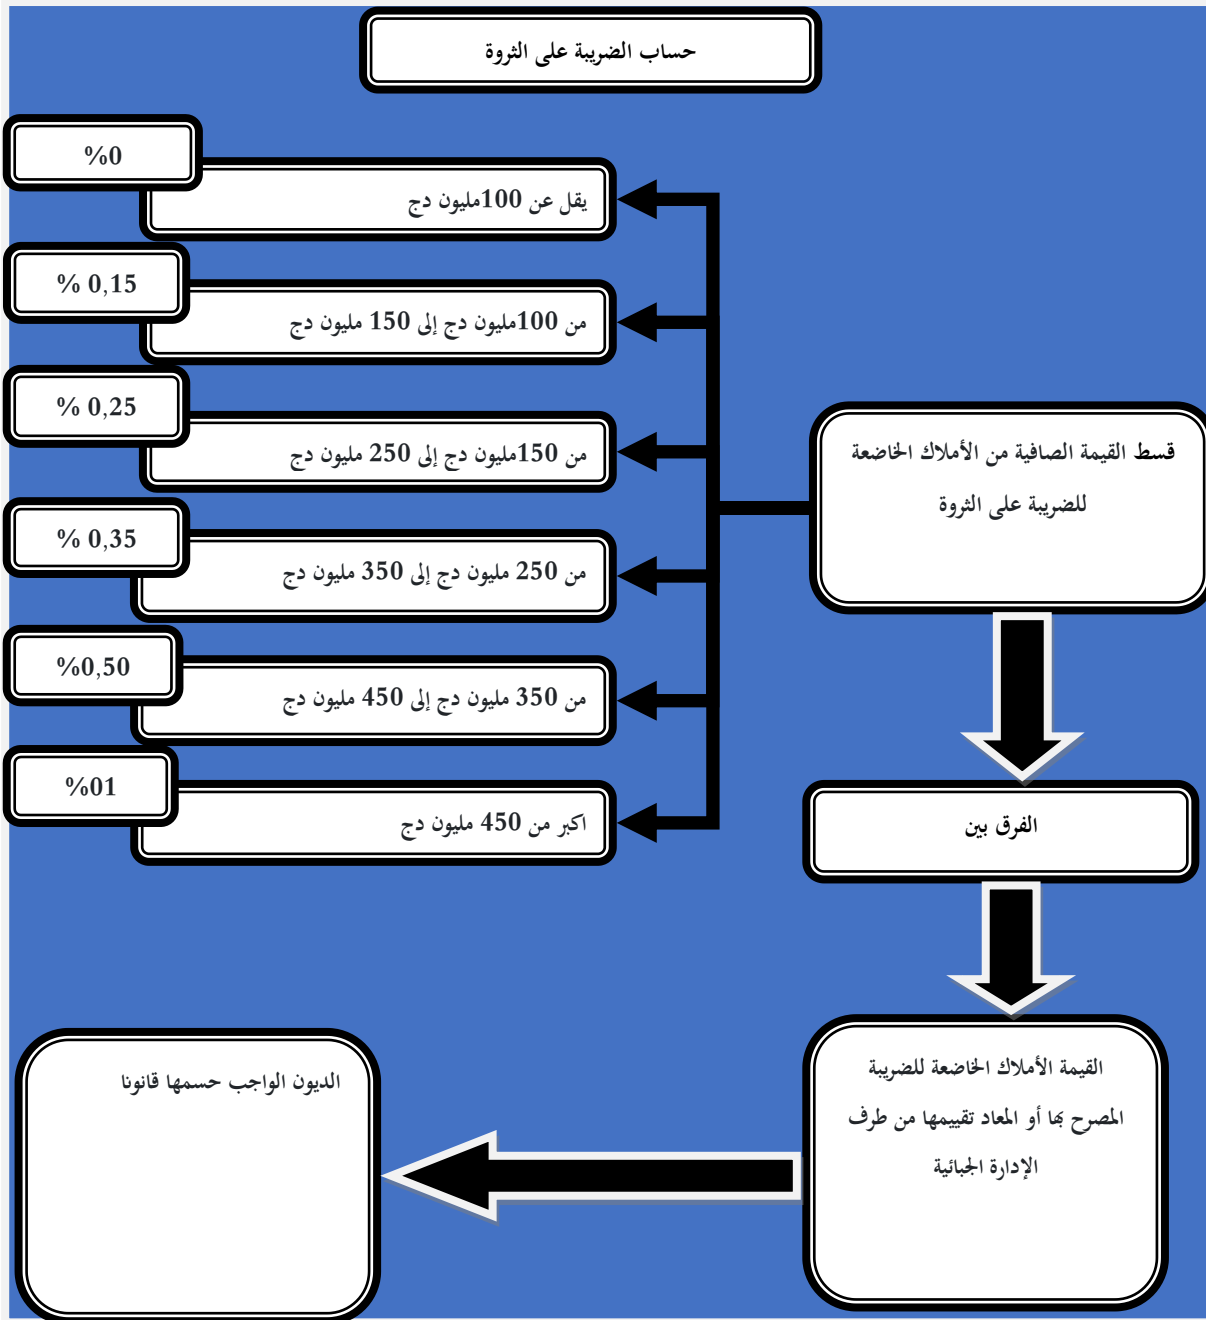 حساب الضريبة على الثروة
%0
يقل عن 100مليون دج
% 0,15
من 100مليون دج إلى 150 مليون دج
% 0,25
من 150مليون دج إلى 250 مليون دج
% 0,35
من 250 مليون دج إلى 350 مليون دج
%0,50
من 350 مليون دج إلى 450 مليون دج
%01
اكبر من 450 مليون دج
قسط القيمة الصافية من الأملاك الخاضعة
للضريبة على الثروة
الفرق بين
القيمة الأملاك الخاضعة للضريبة
المصرح بها أو المعاد تقييمها من طرف
الإدارة الجبائية
الديون الواجب حسمها قانونا